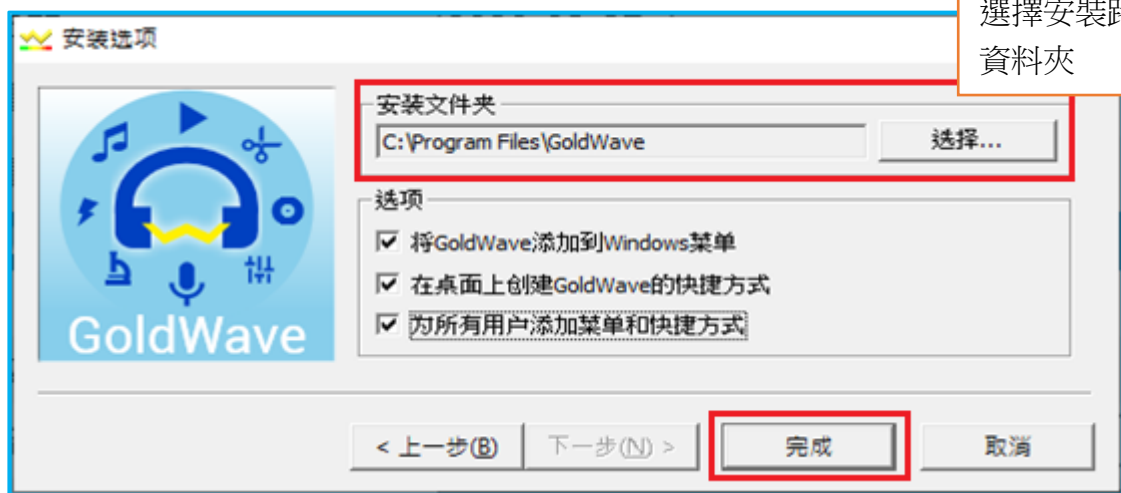 選擇安裝
資料夾
安装选项
安装文件夹
C:\Program Files\GoldWave
选择...
选项
将GoldWave添加到Windows菜单
在桌面上创建GoldWave的快捷方式
为所有用户添加菜单和快捷方式
GoldWave
< 上一步(B)
下一步(N) >
完成
取消